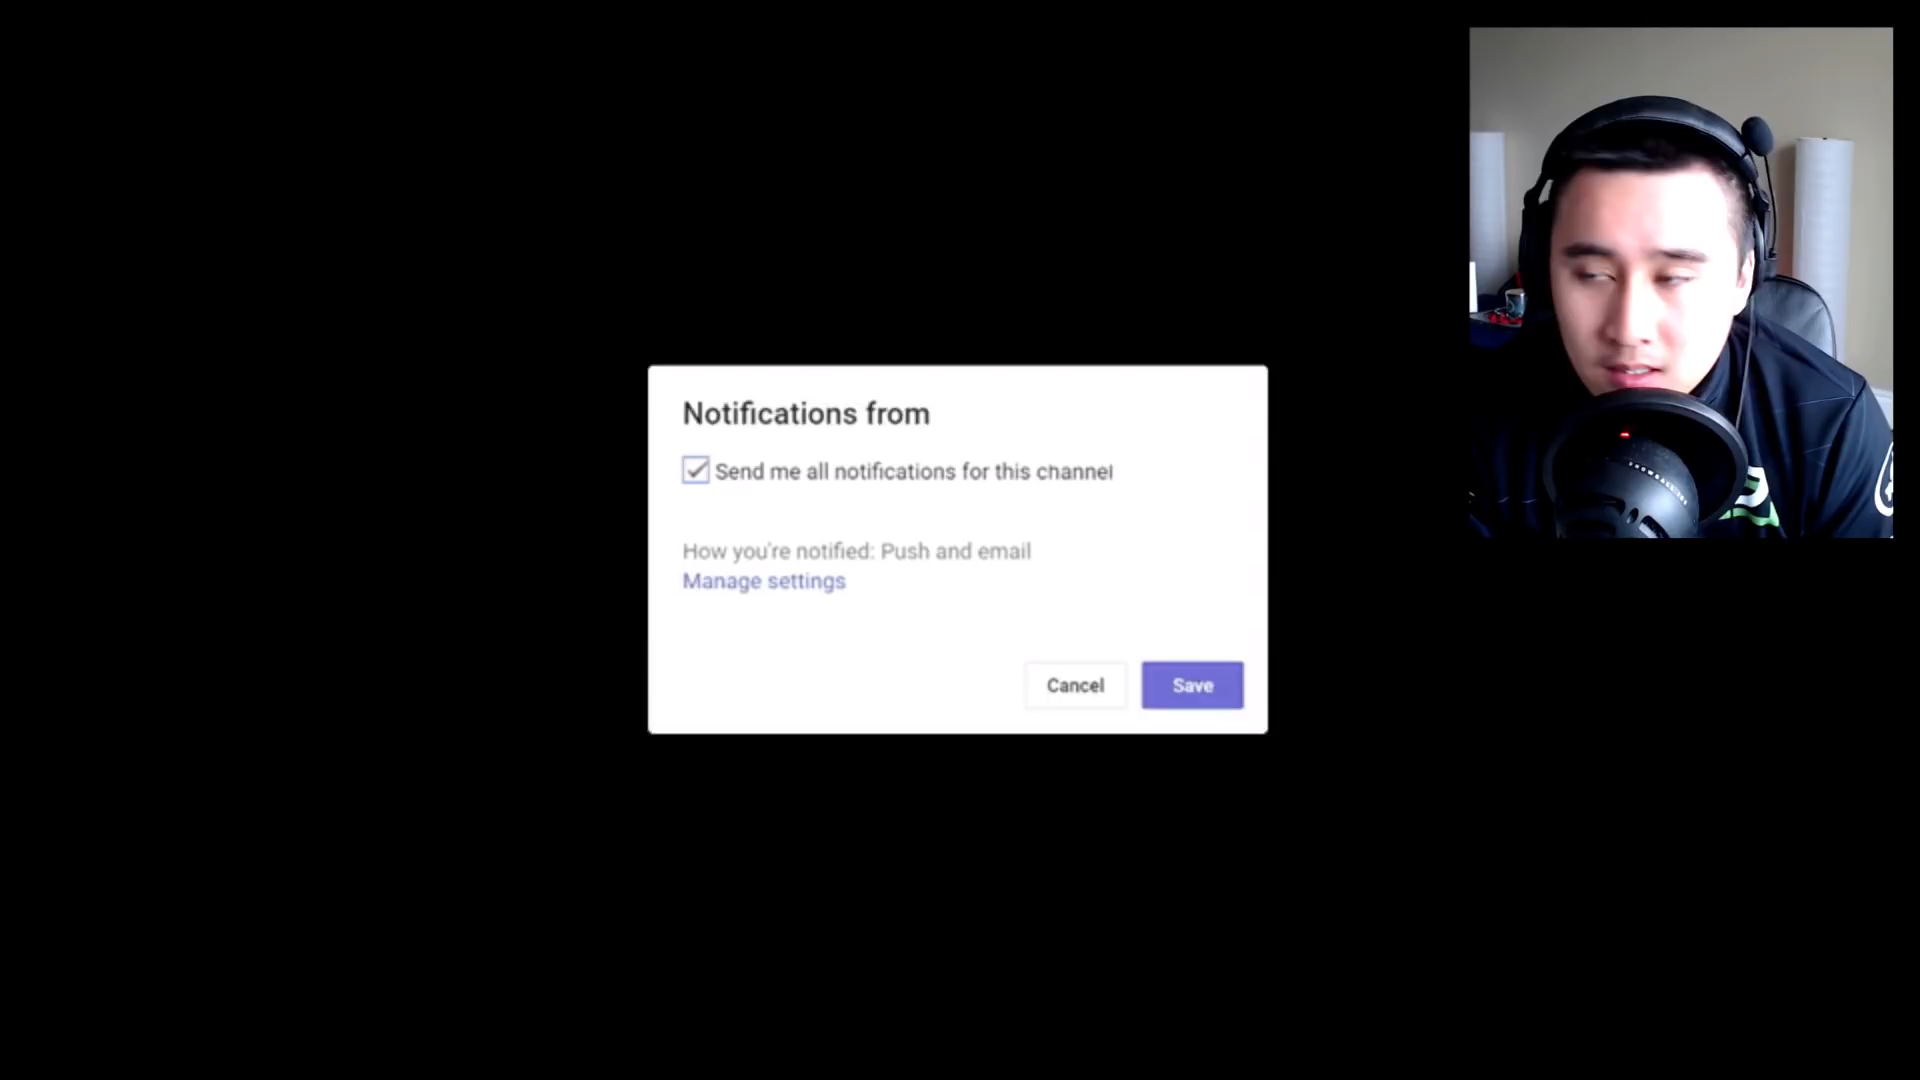 Notifications from
Send me all notifications for this channel
How you're notified: Push and email
Manage settings
Cancel
Save
SNOWBALL